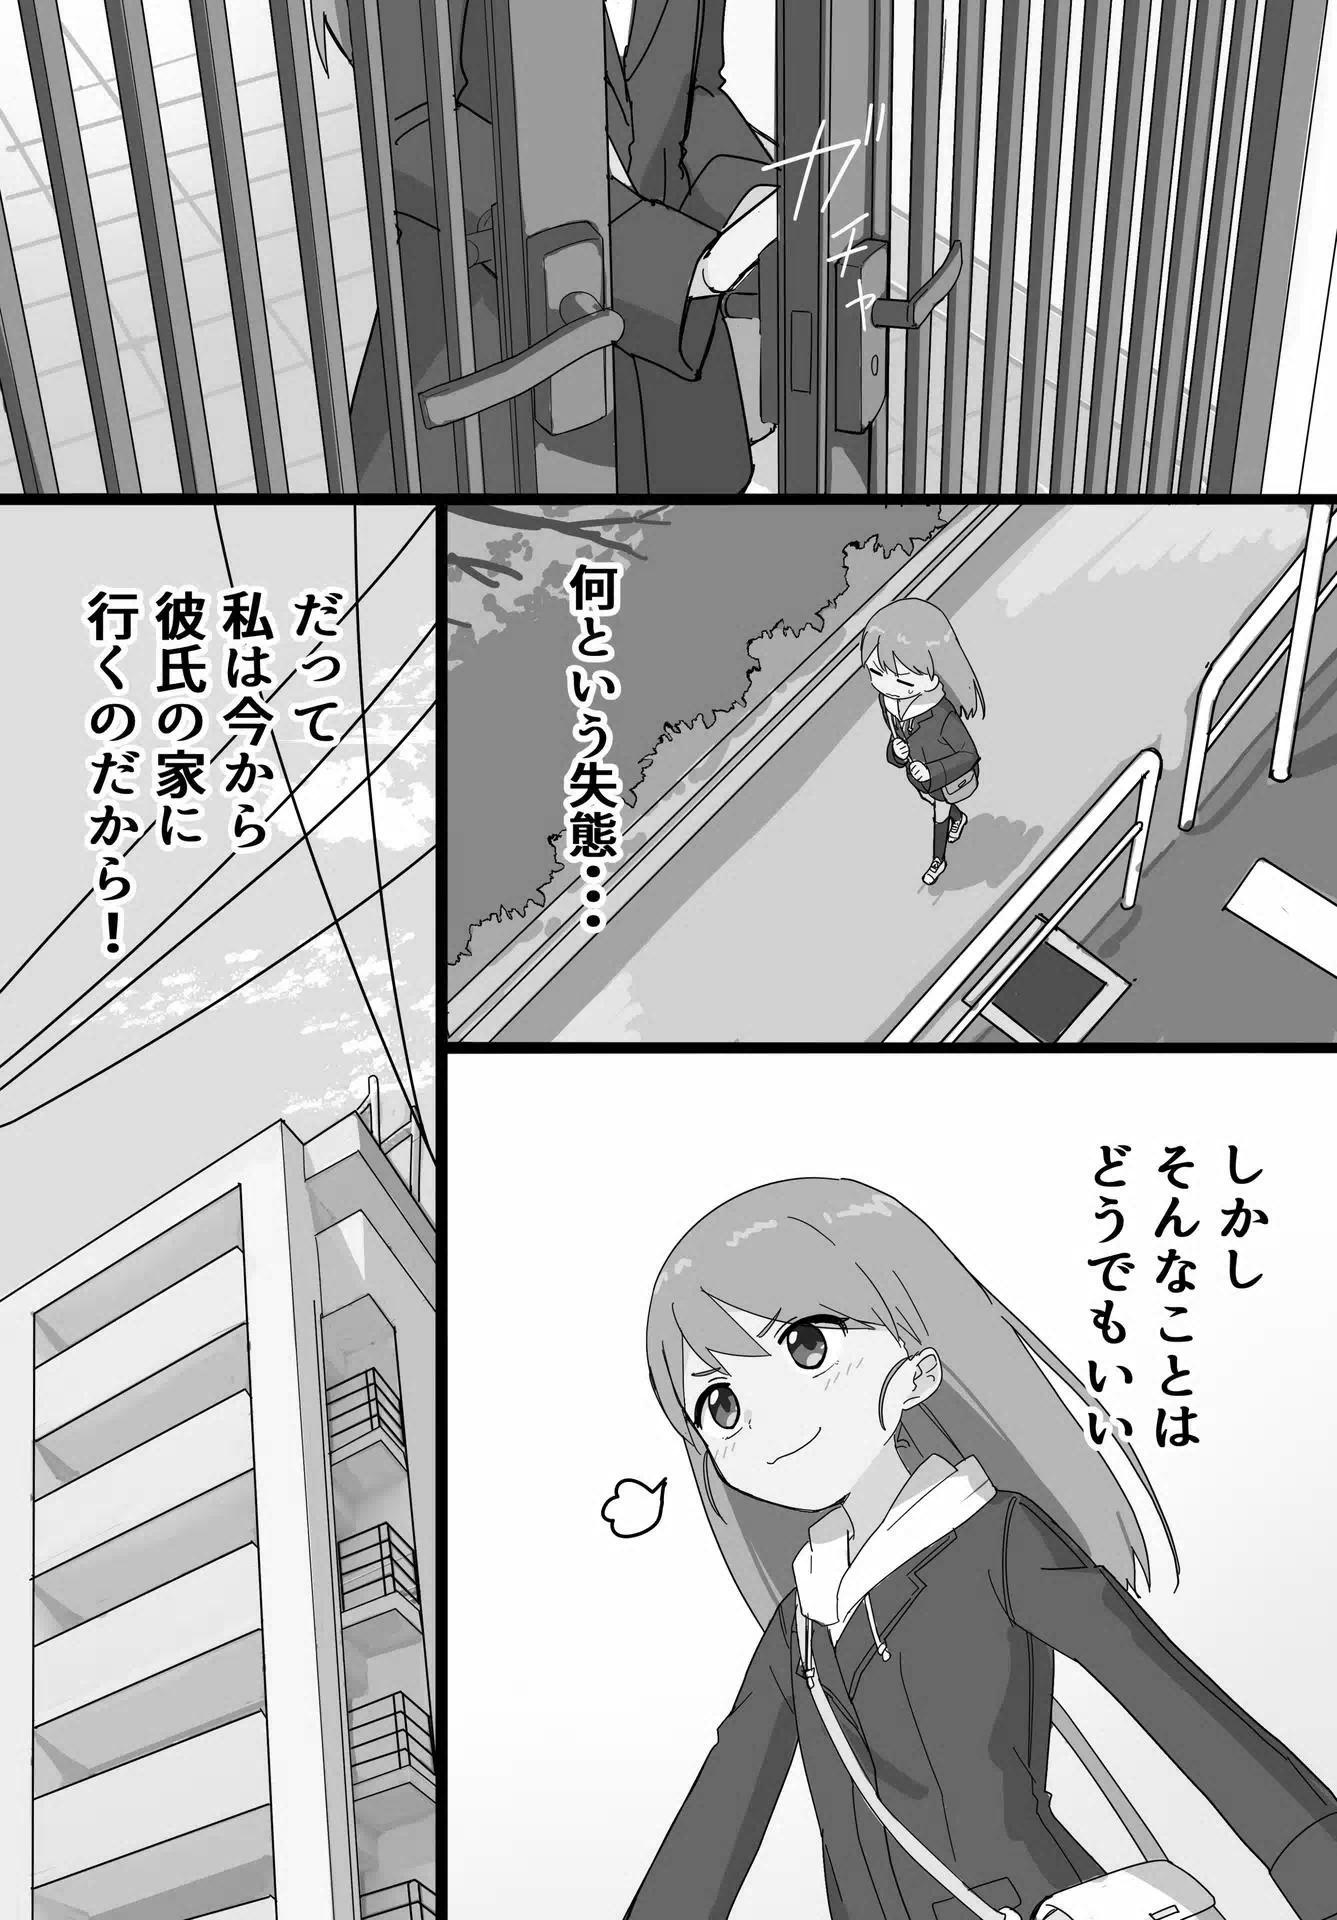 ガチャ
何という失態・・・
しかし
そんなことは
どうでもいい
だって
私は今から
彼氏の家に
行くのだから！